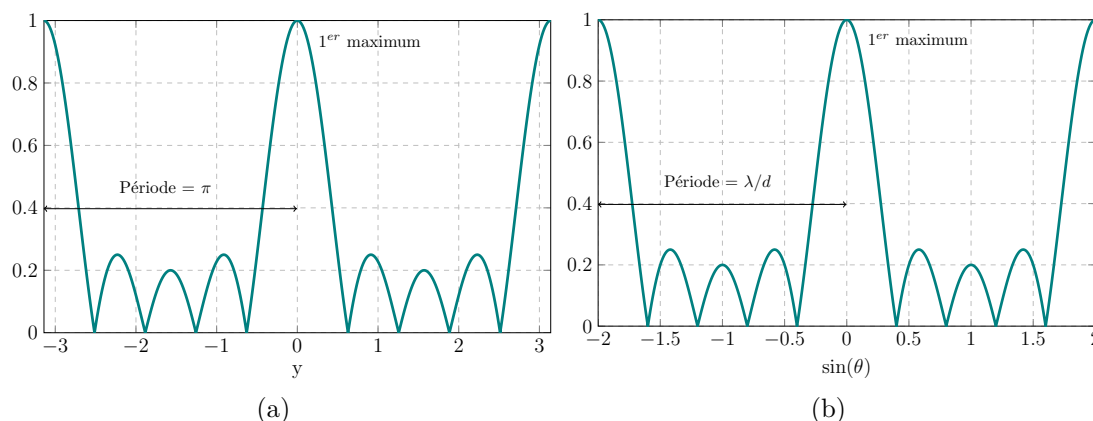 1
0.8
0.6
0.4
0.2
0
1^{er} maximum
Période = π
−3 −2 −1 0 1 2 3
y
(a)
1
0.8
0.6
0.4
0.2
0
1^{er} maximum
Période = λ/d
−2 −1.5 −1 −0.5 0 0.5 1 1.5 2
sin(θ)
(b)